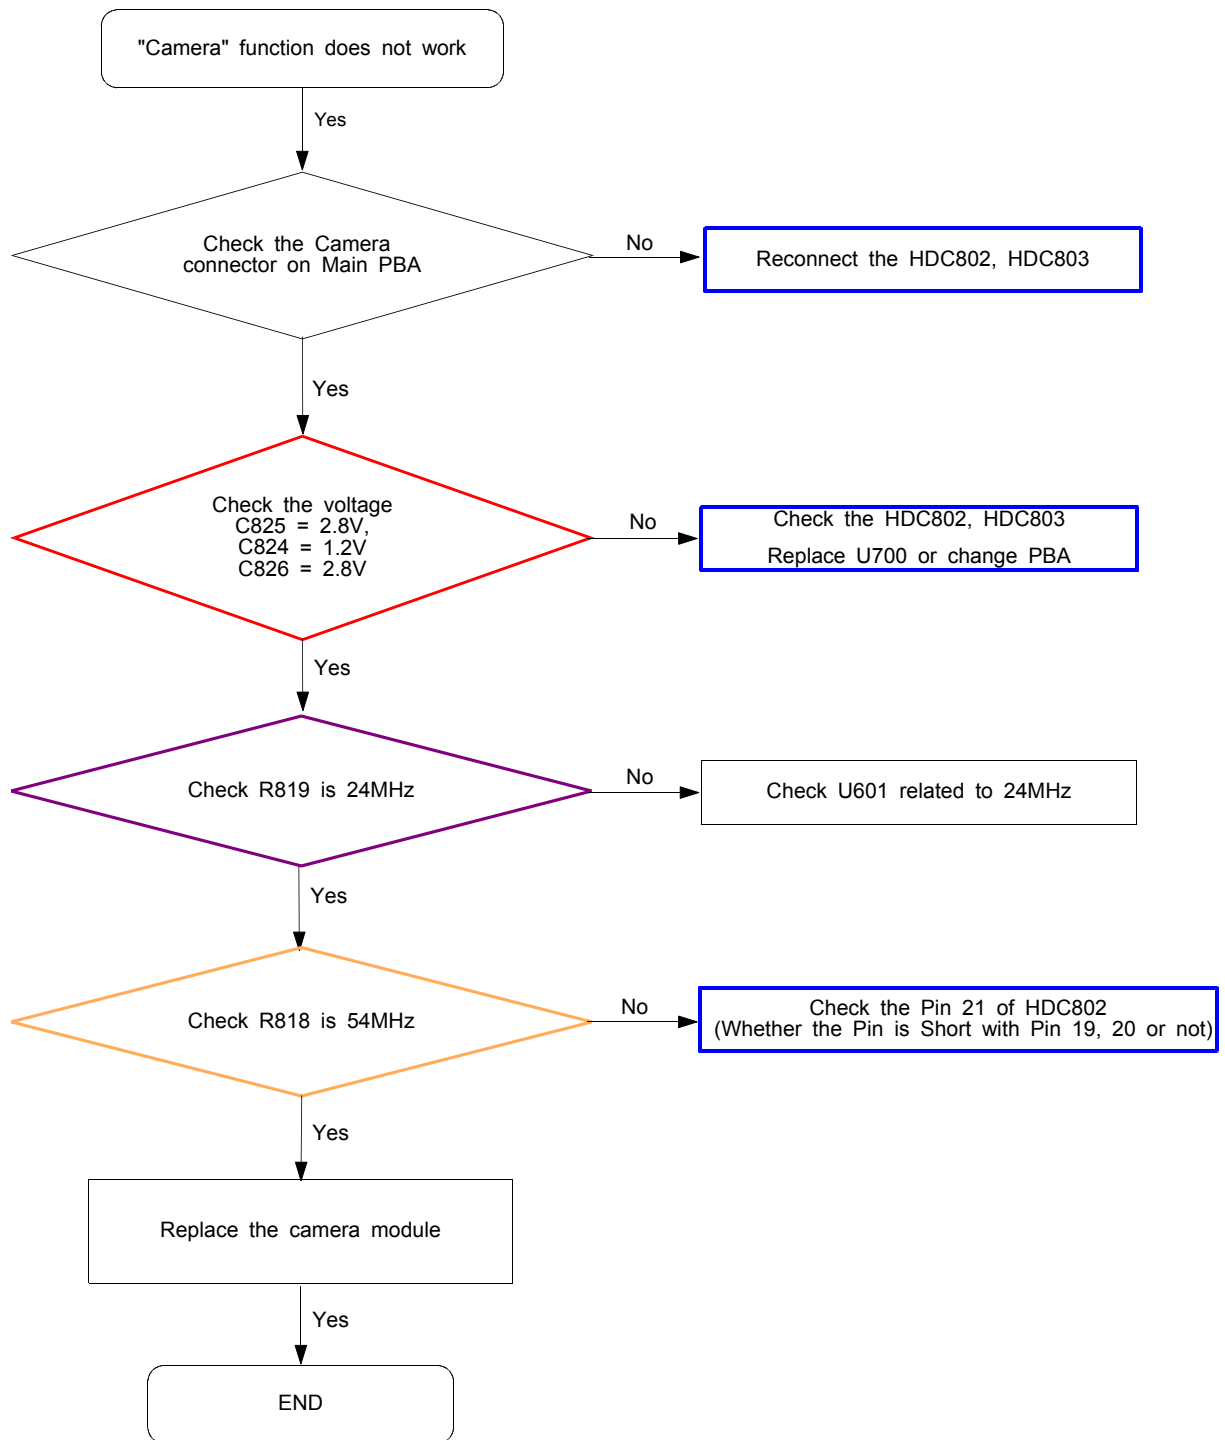 "Camera" function does not work
Yes
Check the Camera
connector on Main PBA
No
Reconnect the HDC802, HDC803
Yes
Check the voltage
C825 = 2.8V,
C824 = 1.2V
C826 = 2.8V
No
Check the HDC802, HDC803
Replace U700 or change PBA
Yes
Check R819 is 24MHz
No
Check U601 related to 24MHz
Yes
Check R818 is 54MHz
No
Check the Pin 21 of HDC802
(Whether the Pin is Short with Pin 19, 20 or not)
Yes
Replace the camera module
Yes
END